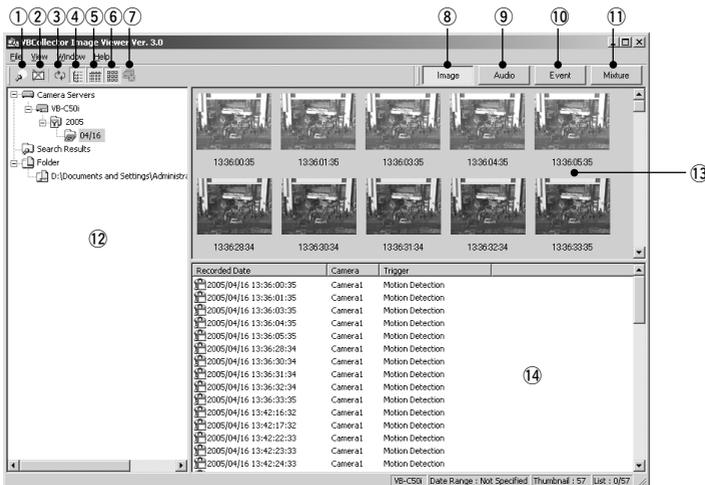 ① ② ③ ④ ⑤ ⑥ ⑦ ⑧ ⑨ ⑩ ⑪
VBCollector Image Viewer Ver. 3.0
File View Window Help
Image Audio Event Mixture
Camera Servers
VB-C50i
2005
04/16
Search Results
Folder
D:\Documents and Settings\Administra
⑫
13:36:00:35 13:36:01:35 13:36:03:35 13:36:04:35 13:36:05:35
⑬
13:36:28:34 13:36:30:34 13:36:31:34 13:36:32:34 13:36:33:35
Recorded Date Camera Trigger
2005/04/16 13:36:00:35 Camera1 Motion Detection
2005/04/16 13:36:01:35 Camera1 Motion Detection
2005/04/16 13:36:03:35 Camera1 Motion Detection
2005/04/16 13:36:04:35 Camera1 Motion Detection
2005/04/16 13:36:05:35 Camera1 Motion Detection
2005/04/16 13:36:28:34 Camera1 Motion Detection
2005/04/16 13:36:30:34 Camera1 Motion Detection
2005/04/16 13:36:31:34 Camera1 Motion Detection
2005/04/16 13:36:32:34 Camera1 Motion Detection
2005/04/16 13:36:33:35 Camera1 Motion Detection
2005/04/16 13:42:16:32 Camera1 Motion Detection
2005/04/16 13:42:17:32 Camera1 Motion Detection
2005/04/16 13:42:22:33 Camera1 Motion Detection
2005/04/16 13:42:23:33 Camera1 Motion Detection
2005/04/16 13:42:24:33 Camera1 Motion Detection
⑭
VB-C50i Date Range : Not Specified Thumbnail : 57 List : 0/57